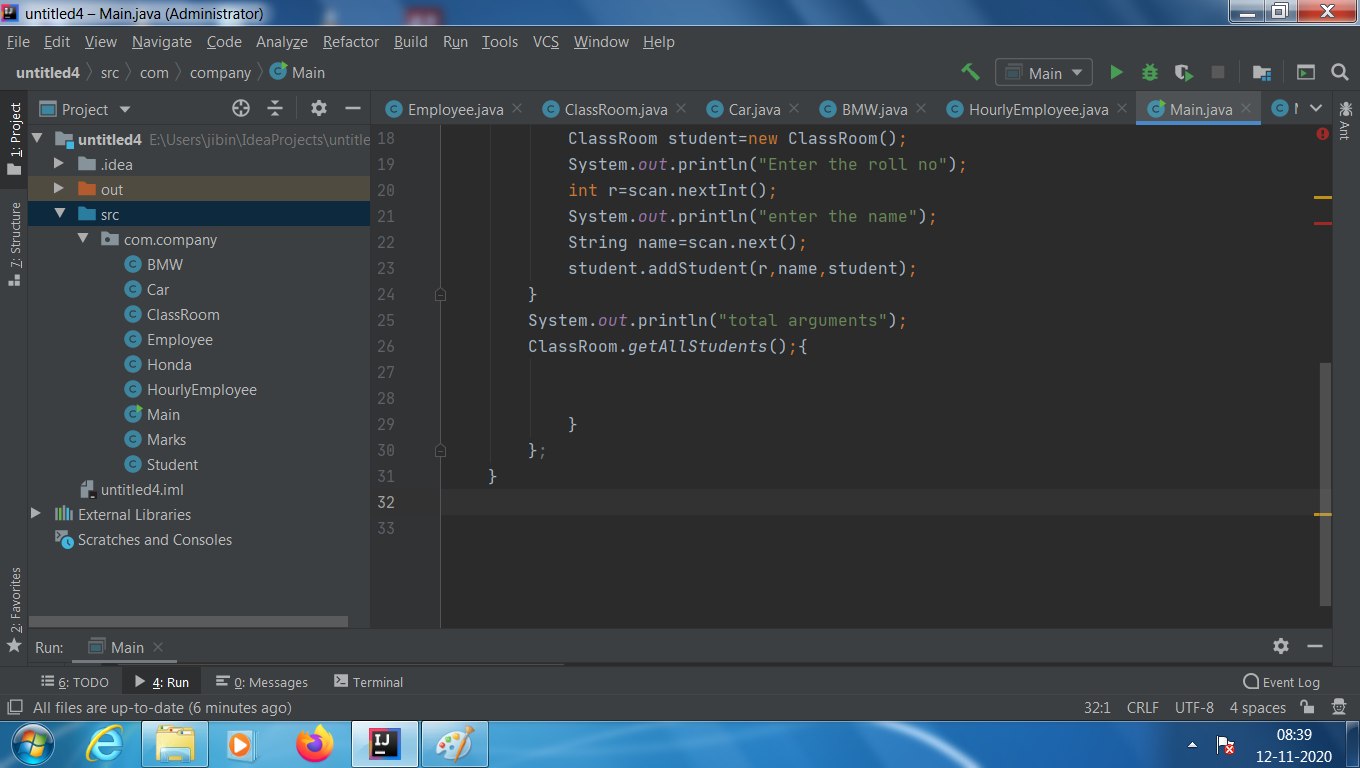 untitled4 – Main.java (Administrator)
File Edit View Navigate Code Analyze Refactor Build Run Tools VCS Window Help
untitled4 src com company Main
Main
1: Project
7: Structure
2: Favorites
Project
Employee.java ClassRoom.java Car.java BMW.java HourlyEmployee.java Main.java
Ant
untitled4 E:\Users\jibin\IdeaProjects\untitle
.idea
out
src
com.company
BMW
Car
ClassRoom
Employee
Honda
HourlyEmployee
Main
Marks
Student
untitled4.iml
External Libraries
Scratches and Consoles
18 ClassRoom student=new ClassRoom();
19 System.out.println("Enter the roll no");
20 int r=scan.nextInt();
21 System.out.println("enter the name");
22 String name=scan.next();
23 student.addStudent(r,name,student);
24 }
25 System.out.println("total arguments");
26 ClassRoom.getAllStudents();{
27
28
29 }
30 };
31 }
32
33
Run: Main
6: TODO 4: Run 0: Messages Terminal Event Log
All files are up-to-date (6 minutes ago) 32:1 CRLF UTF-8 4 spaces
08:39
12-11-2020